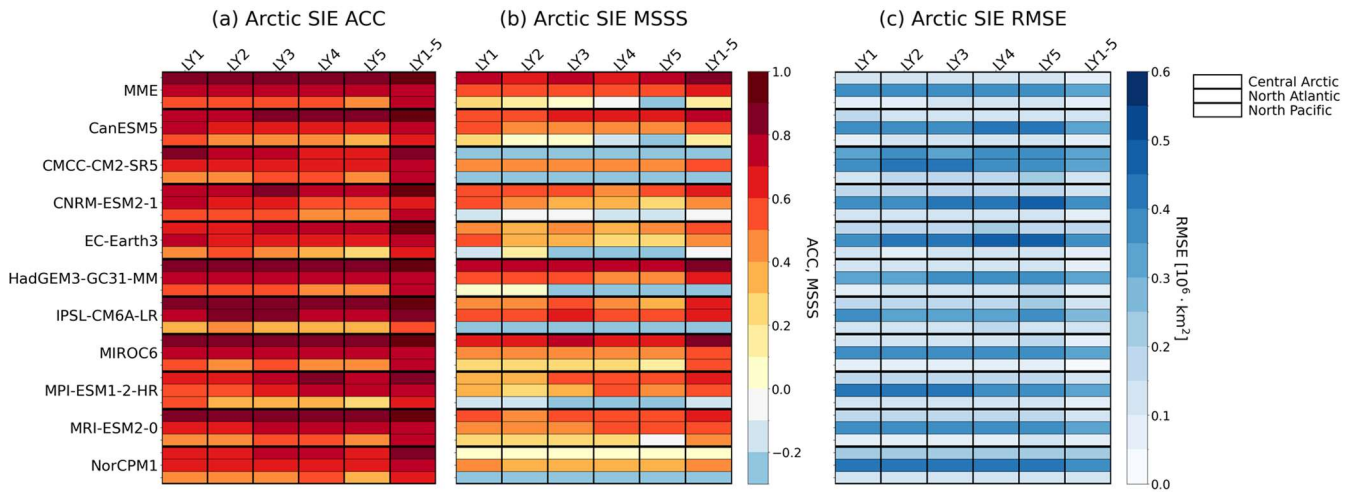 (a) Arctic SIE ACC
(b) Arctic SIE MSSS
(c) Arctic SIE RMSE
LY1 LY2 LY3 LY4 LY5 LY1-5
LY1 LY2 LY3 LY4 LY5 LY1-5
LY1 LY2 LY3 LY4 LY5 LY1-5
MME
CanESM5
CMCC-CM2-SR5
CNRM-ESM2-1
EC-Earth3
HadGEM3-GC31-MM
IPSL-CM6A-LR
MIROC6
MPI-ESM1-2-HR
MRI-ESM2-0
NorCPM1
1.0
0.8
0.6
0.4
0.2
0.0
−0.2
ACC, MSSS
0.6
0.5
0.4
0.3
0.2
0.1
0.0
RMSE [10⁶ · km²]
Central Arctic
North Atlantic
North Pacific